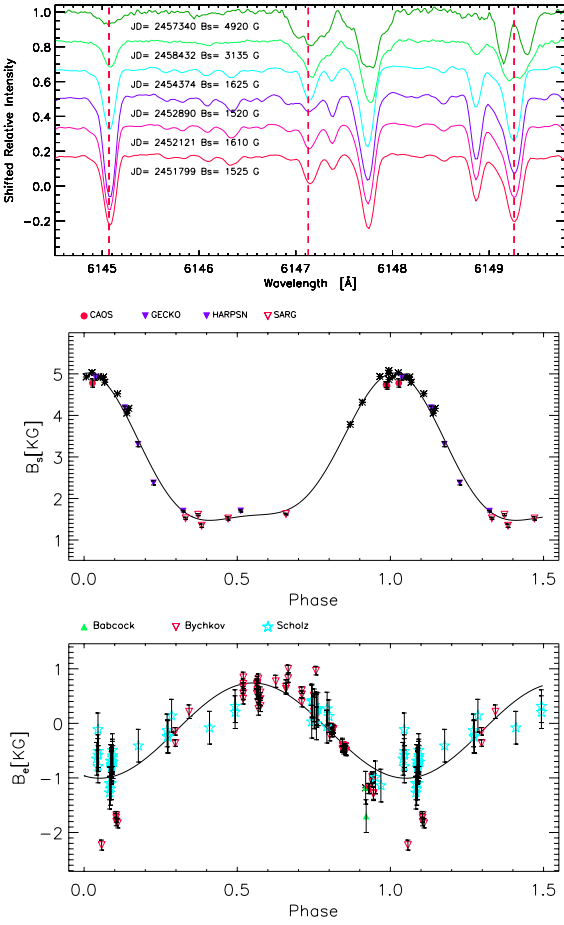 1.0
0.8
0.6
0.4
0.2
0.0
−0.2
Shifted Relative Intensity
JD= 2457340 Bs= 4920 G
JD= 2458432 Bs= 3135 G
JD= 2454374 Bs= 1625 G
JD= 2452890 Bs= 1520 G
JD= 2452121 Bs= 1610 G
JD= 2451799 Bs= 1525 G
6145 6146 6147 6148 6149
Wavelength [Å]
CAOS GECKO HARPSN SARG
5
4
3
2
1
Bs[KG]
0.0 0.5 1.0 1.5
Phase
Babcock Bychkov Scholz
1
0
−1
−2
Be[KG]
0.0 0.5 1.0 1.5
Phase